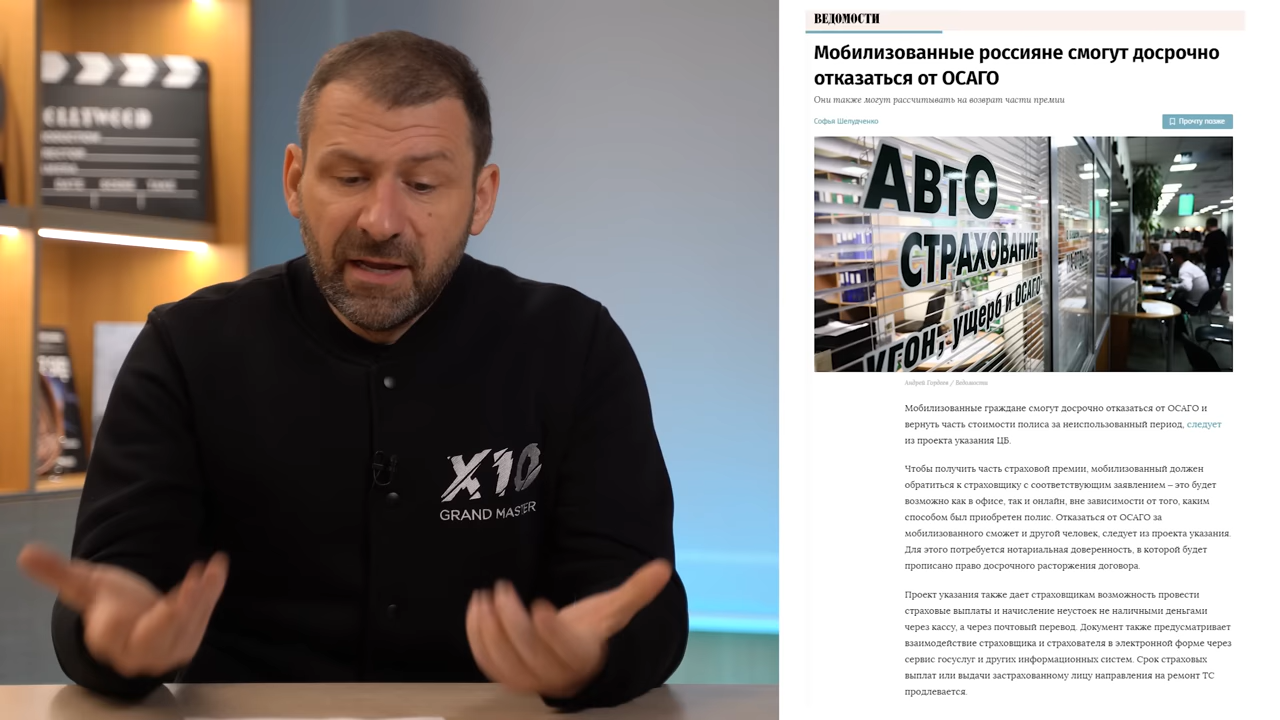 X10
GRAND MASTER
ВЕДОМОСТИ
Мобилизованные россияне смогут досрочно
отказаться от ОСАГО
Они также могут рассчитывать на возврат части премии
Софья Шелудченко
Прочту позже
АВТО
СТРАХОВАНИЕ
УГОН, ущерб и ОСАГО
Андрей Гордеев / Ведомости
Мобилизованные граждане смогут досрочно отказаться от ОСАГО и
вернуть часть стоимости полиса за неиспользованный период, следует
из проекта указания ЦБ.
Чтобы получить часть страховой премии, мобилизованный должен
обратиться к страховщику с соответствующим заявлением – это будет
возможно как в офисе, так и онлайн, вне зависимости от того, каким
способом был приобретен полис. Отказаться от ОСАГО за
мобилизованного сможет и другой человек, следует из проекта указания.
Для этого потребуется нотариальная доверенность, в которой будет
прописано право досрочного расторжения договора.
Проект указания также дает страховщикам возможность провести
страховые выплаты и начисление неустоек не наличными деньгами
через кассу, а через почтовый перевод. Документ также предусматривает
взаимодействие страховщика и страхователя в электронной форме через
сервис госуслуг и других информационных систем. Срок страховых
выплат или выдачи застрахованному лицу направления на ремонт ТС
продлевается.